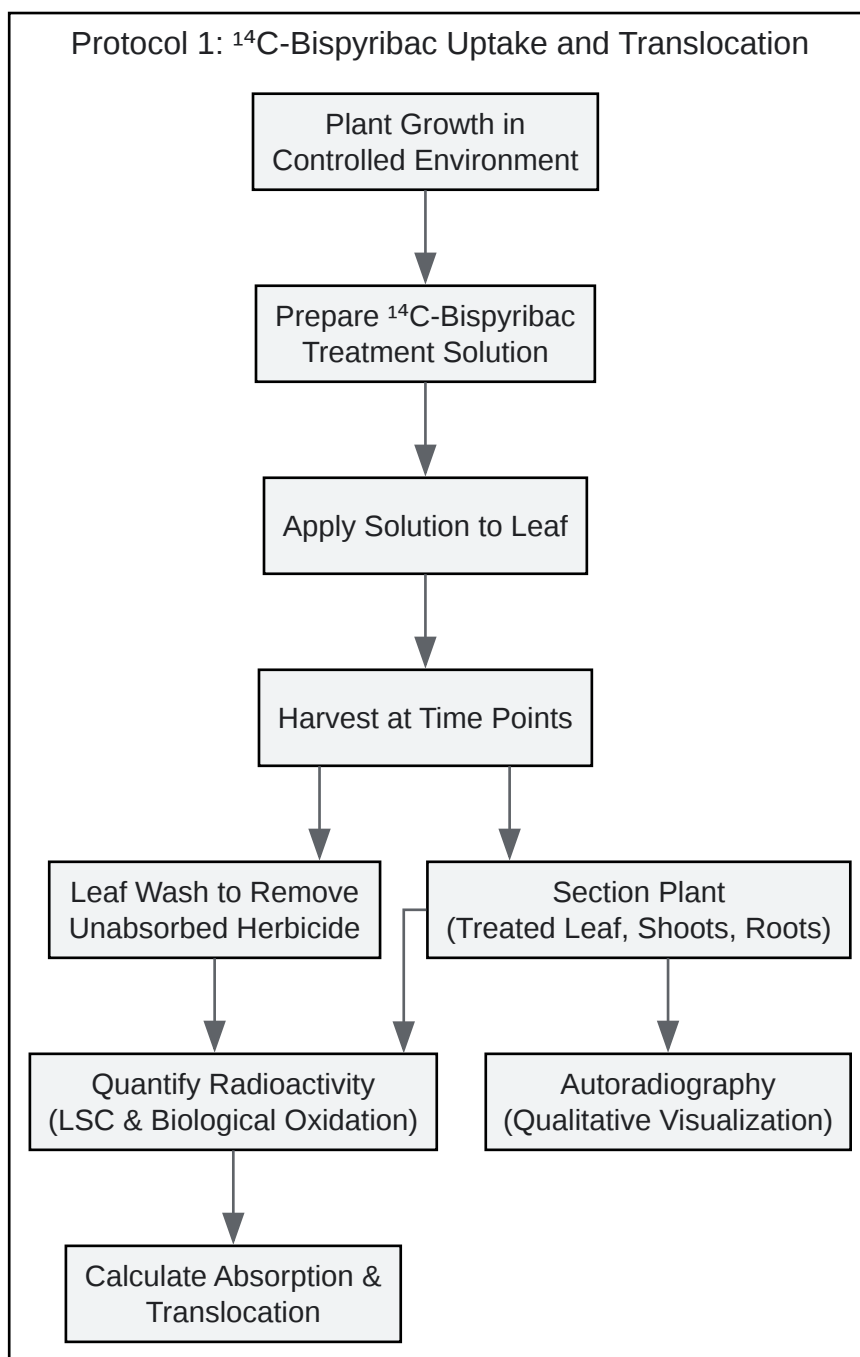 Protocol 1: ¹⁴C-Bispyribac Uptake and Translocation
Plant Growth in
Controlled Environment
Prepare ¹⁴C-Bispyribac
Treatment Solution
Apply Solution to Leaf
Harvest at Time Points
Leaf Wash to Remove
Unabsorbed Herbicide
Section Plant
(Treated Leaf, Shoots, Roots)
Quantify Radioactivity
(LSC & Biological Oxidation)
Autoradiography
(Qualitative Visualization)
Calculate Absorption &
Translocation